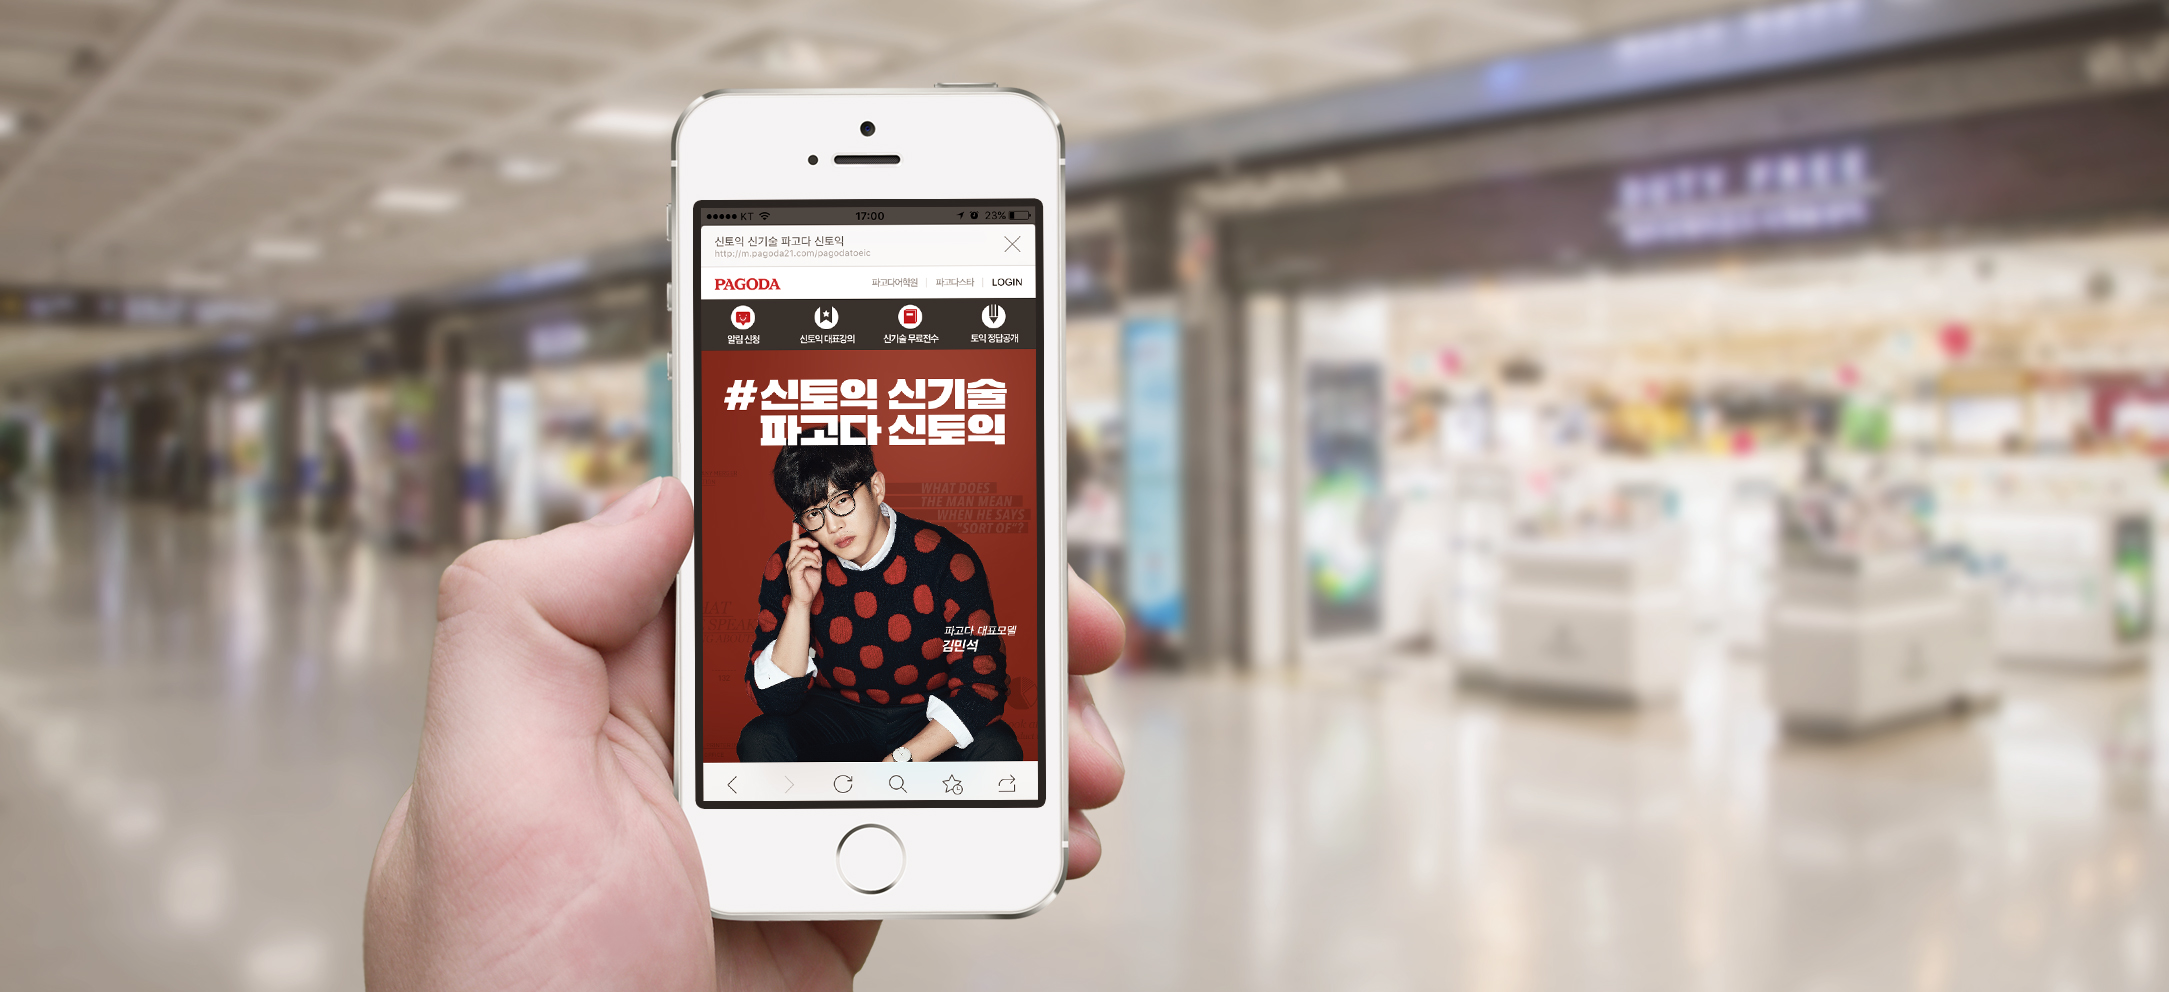 KT 17:00 23%
신토익 신기술 파고다 신토익
http://m.pagoda21.com/pagodatoeic
PAGODA 파고다어학원 | 파고다스타 | LOGIN
알림 신청 신토익 대표강의 신기술 무료전수 토익 정답공개
#신토익 신기술
파고다 신토익
WHAT DOES
THE MAN MEAN
WHEN HE SAYS
"SORT OF"?
파고다 대표모델
김민석
DUTY FREE